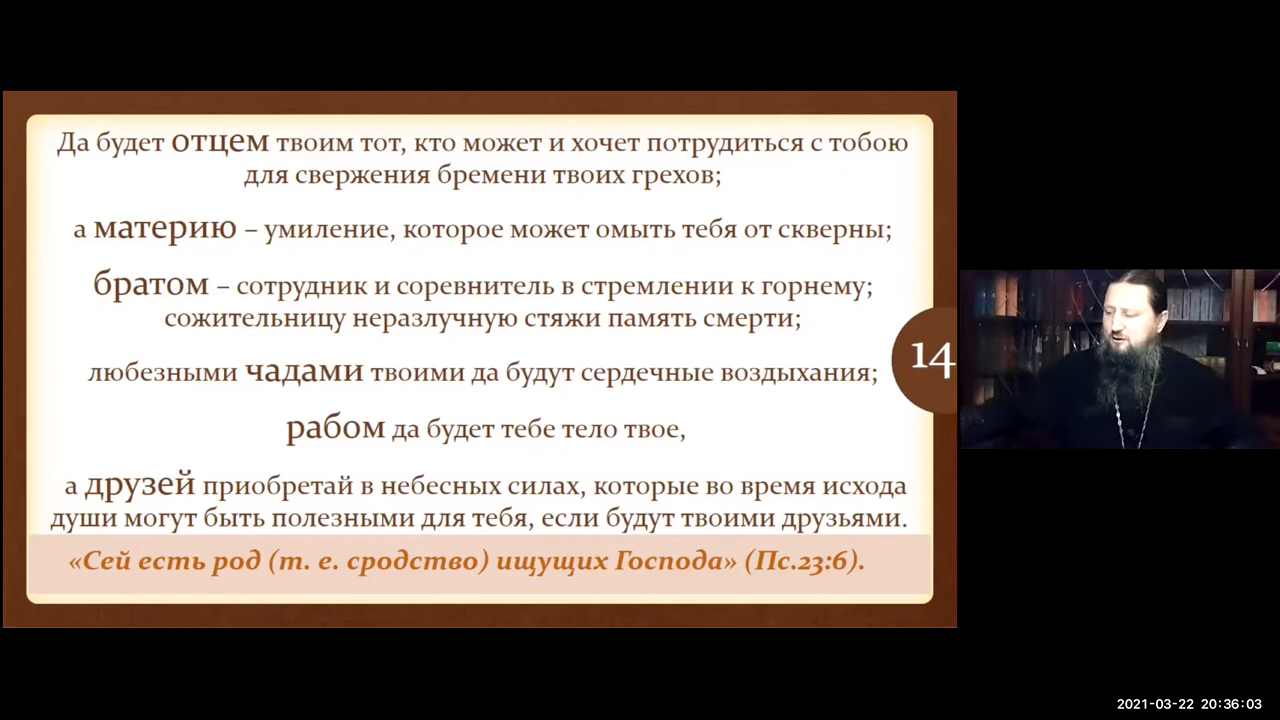 Да будет отцем твоим тот, кто может и хочет потрудиться с тобою
для свержения бремени твоих грехов;
а материю – умиление, которое может омыть тебя от скверны;
братом – сотрудник и соревнитель в стремлении к горнему;
сожительницу неразлучную стяжи память смерти;
любезными чадами твоими да будут сердечные воздыхания;
рабом да будет тебе тело твое,
а друзей приобретай в небесных силах, которые во время исхода
души могут быть полезными для тебя, если будут твоими друзьями.
«Сей есть род (т. е. сродство) ищущих Господа» (Пс.23:6).
14
2021-03-22 20:36:03